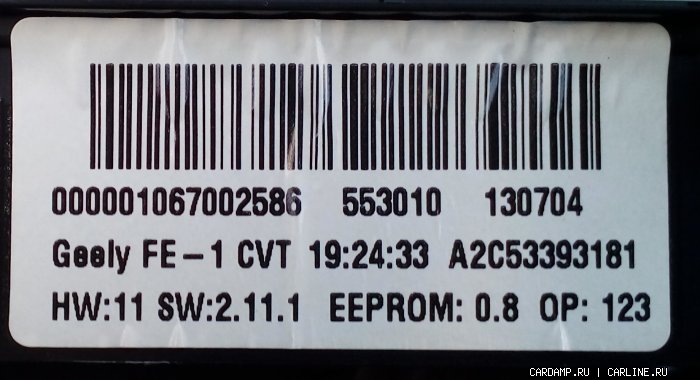 000001067002586 553010 130704
Geely FE-1 CVT 19:24:33 A2C53393181
HW:11 SW:2.11.1 EEPROM: 0.8 OP: 123
CARDAMP.RU | CARLINE.RU